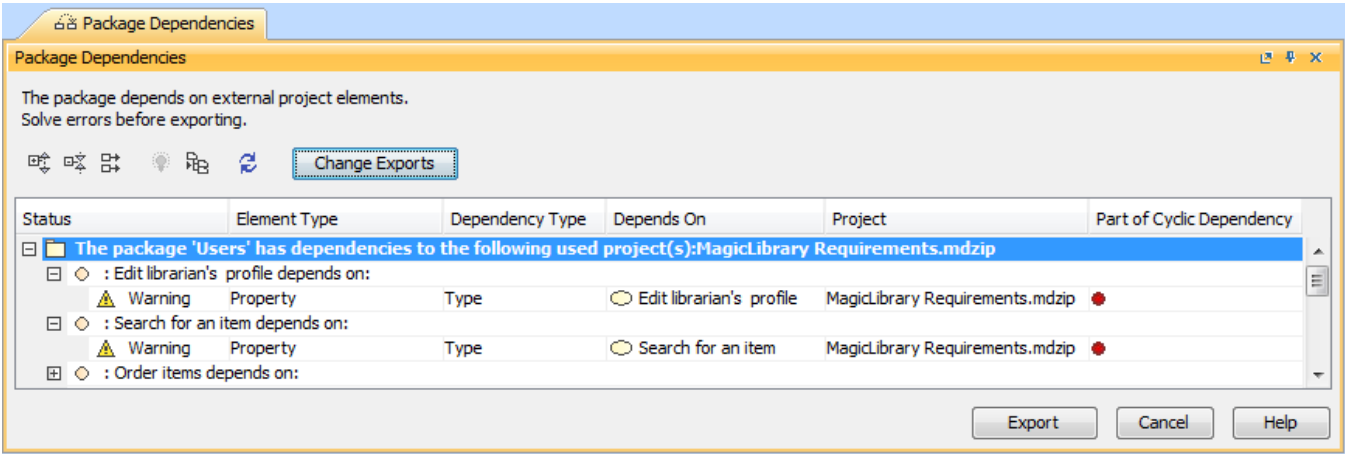 Package Dependencies
Package Dependencies
The package depends on external project elements.
Solve errors before exporting.
Change Exports
Status Element Type Dependency Type Depends On Project Part of Cyclic Dependency
The package 'Users' has dependencies to the following used project(s):MagicLibrary Requirements.mdzip
: Edit librarian's profile depends on:
Warning Property Type Edit librarian's profile MagicLibrary Requirements.mdzip
: Search for an item depends on:
Warning Property Type Search for an item MagicLibrary Requirements.mdzip
: Order items depends on:
Export Cancel Help